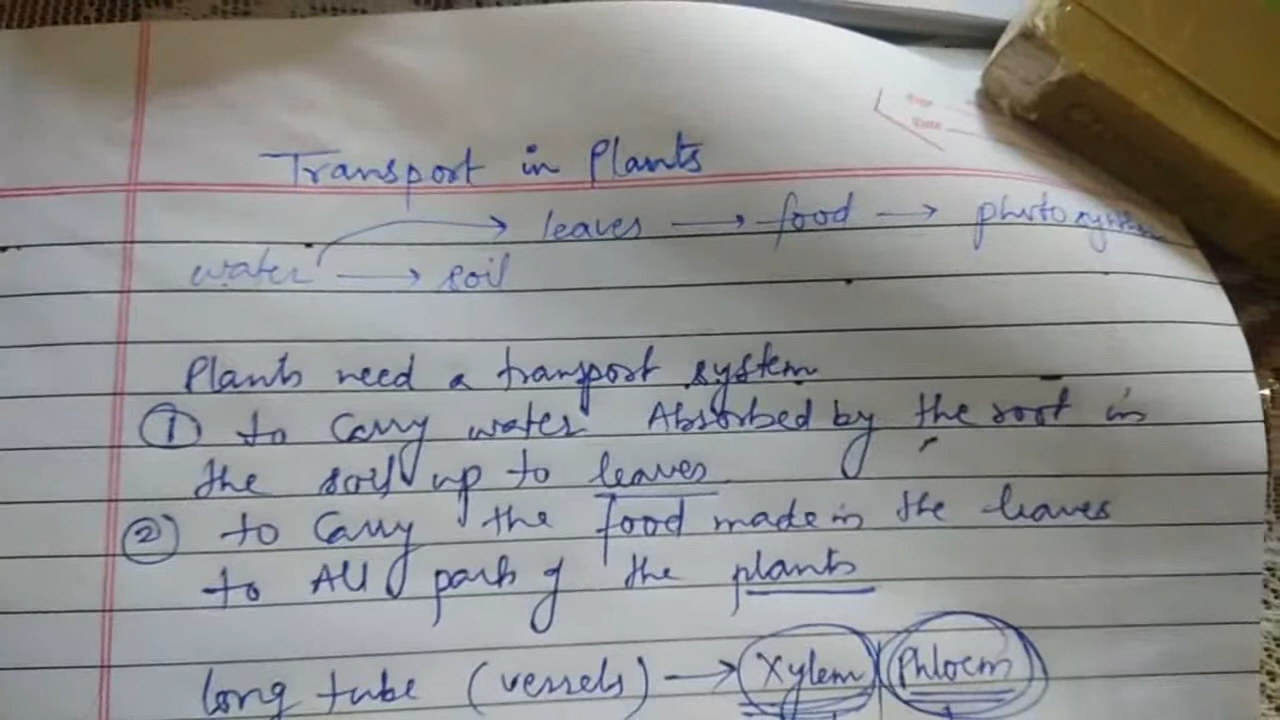 Transport in Plants
leaves → food → photosynthesis
water → soil
Plants need a transport system
① to Carry water Absorbed by the root in
the soil up to leaves
② to Carry the food made in the leaves
to All parts of the plants
long tube (vessels) → Xylem Phloem